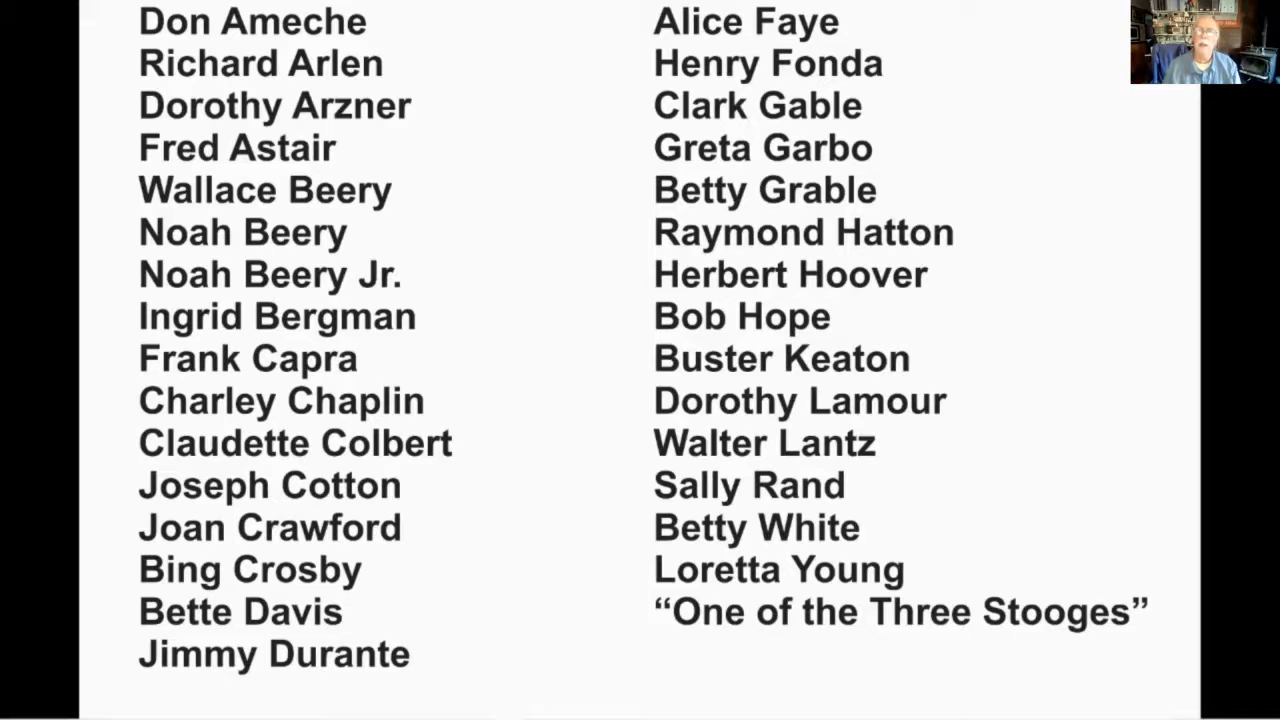 Don Ameche
Richard Arlen
Dorothy Arzner
Fred Astair
Wallace Beery
Noah Beery
Noah Beery Jr.
Ingrid Bergman
Frank Capra
Charley Chaplin
Claudette Colbert
Joseph Cotton
Joan Crawford
Bing Crosby
Bette Davis
Jimmy Durante
Alice Faye
Henry Fonda
Clark Gable
Greta Garbo
Betty Grable
Raymond Hatton
Herbert Hoover
Bob Hope
Buster Keaton
Dorothy Lamour
Walter Lantz
Sally Rand
Betty White
Loretta Young
“One of the Three Stooges”